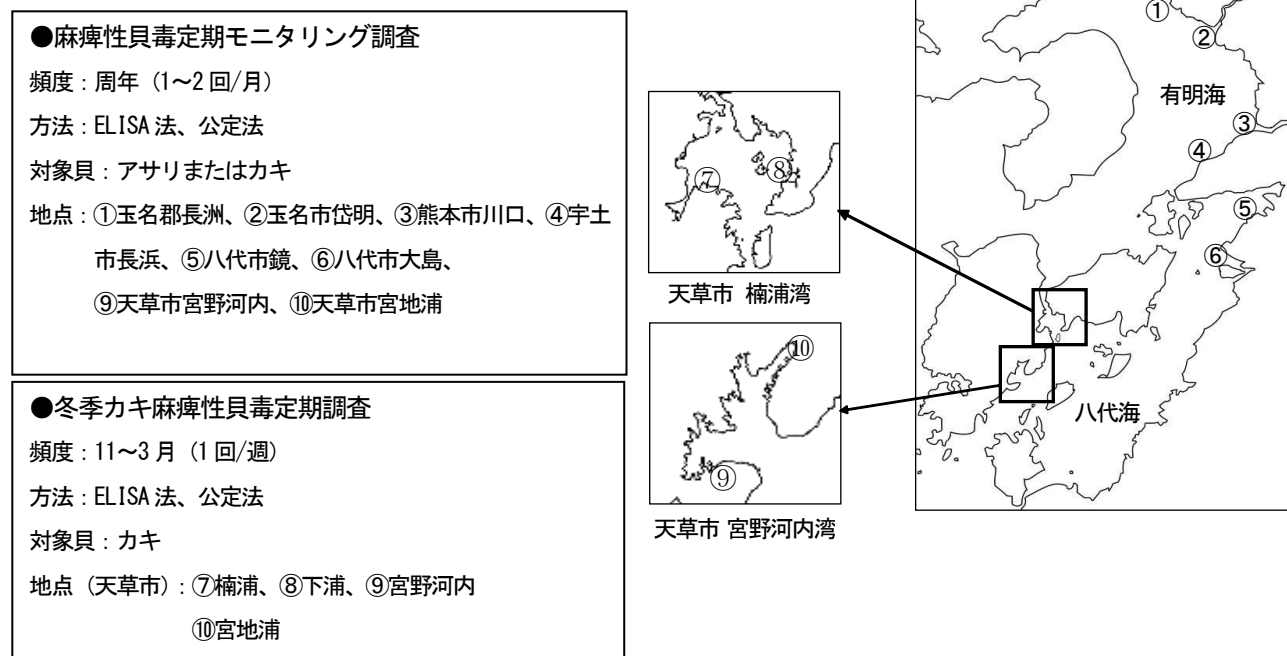 ●麻痺性貝毒定期モニタリング調査
頻度：周年（1～2回/月）
方法：ELISA法、公定法
対象貝：アサリまたはカキ
地点：①玉名郡長洲、②玉名市岱明、③熊本市川口、④宇土
市長浜、⑤八代市鏡、⑥八代市大島、
⑨天草市宮野河内、⑩天草市宮地浦
●冬季カキ麻痺性貝毒定期調査
頻度：11～3月（1回/週）
方法：ELISA法、公定法
対象貝：カキ
地点（天草市）：⑦楠浦、⑧下浦、⑨宮野河内
⑩宮地浦
⑦
⑧
天草市 楠浦湾
⑩
⑨
天草市 宮野河内湾
①
②
有明海
③
④
⑤
⑥
八代海